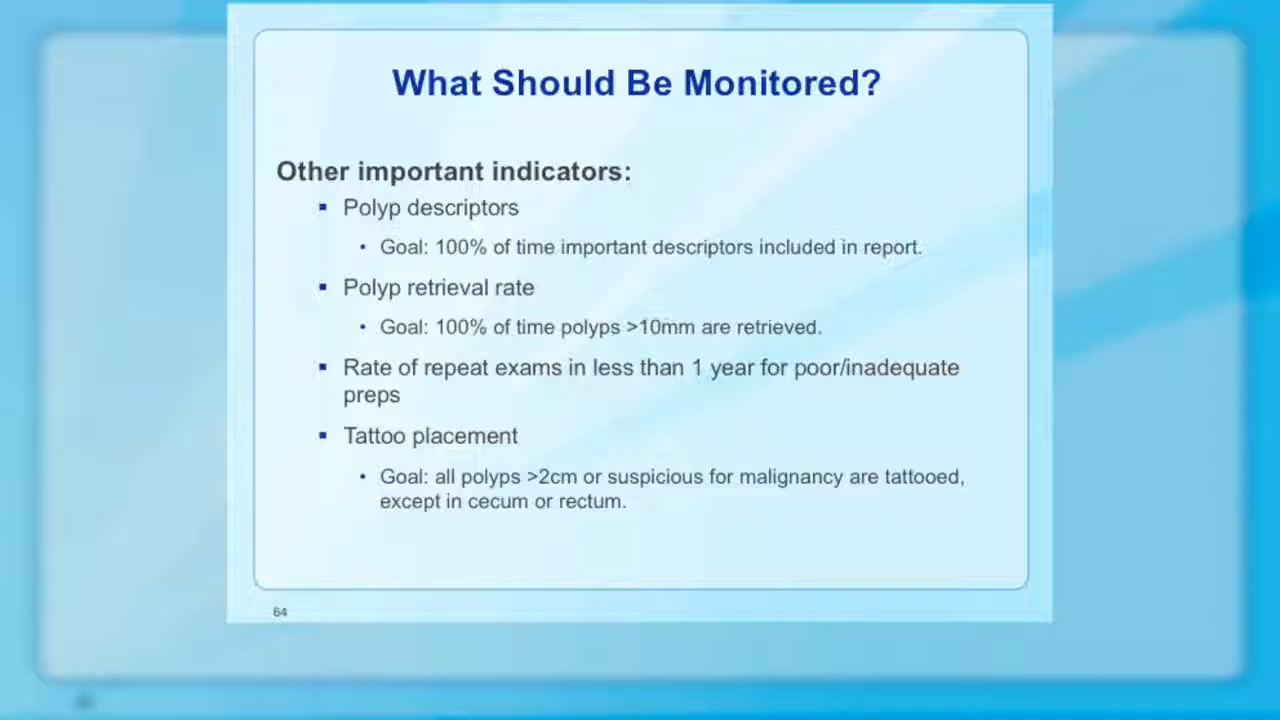 What Should Be Monitored?
Other important indicators:
▪ Polyp descriptors
• Goal: 100% of time important descriptors included in report.
▪ Polyp retrieval rate
• Goal: 100% of time polyps >10mm are retrieved.
▪ Rate of repeat exams in less than 1 year for poor/inadequate
preps
▪ Tattoo placement
• Goal: all polyps >2cm or suspicious for malignancy are tattooed,
except in cecum or rectum.
64